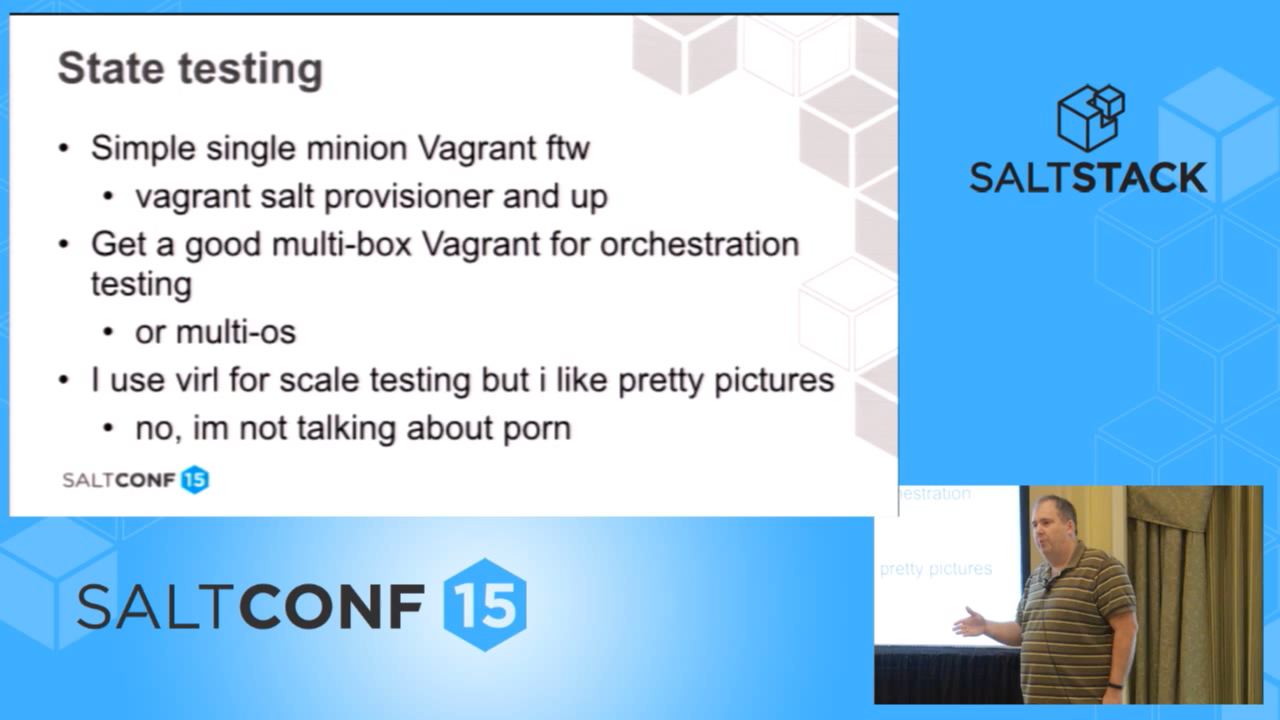 State testing
• Simple single minion Vagrant ftw
• vagrant salt provisioner and up
• Get a good multi-box Vagrant for orchestration
testing
• or multi-os
• I use virl for scale testing but i like pretty pictures
• no, im not talking about porn
SALTCONF 15
SALTSTACK
SALTCONF 15
estration
pretty pictures